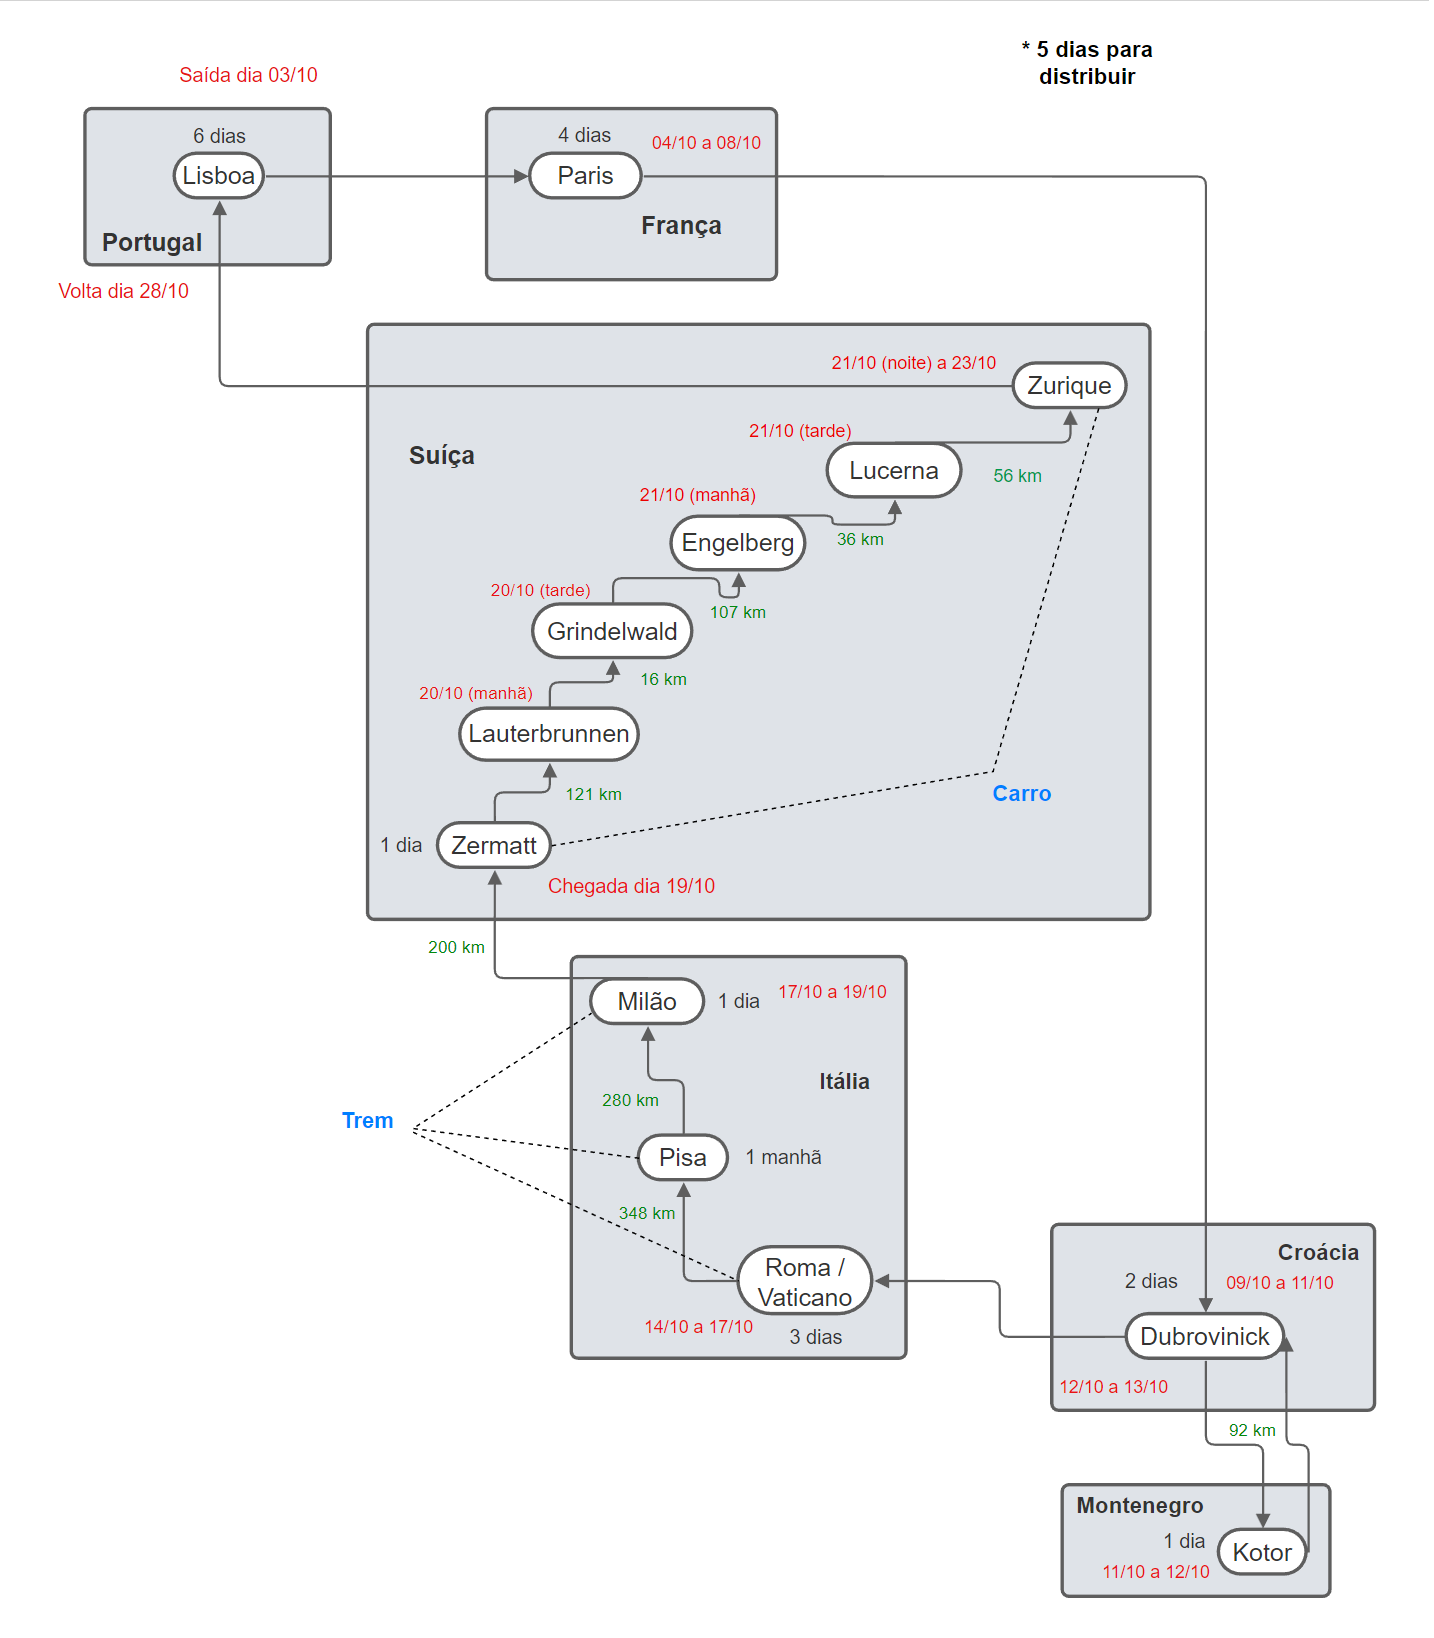 * 5 dias para
distribuir
Saída dia 03/10
6 dias
Lisboa
Portugal
Volta dia 28/10
4 dias
04/10 a 08/10
Paris
França
21/10 (noite) a 23/10
Zurique
21/10 (tarde)
Suíça
Lucerna
56 km
21/10 (manhã)
Engelberg
36 km
20/10 (tarde)
107 km
Grindelwald
16 km
20/10 (manhã)
Lauterbrunnen
121 km
Carro
1 dia
Zermatt
Chegada dia 19/10
200 km
Milão
1 dia
17/10 a 19/10
Itália
280 km
Trem
Pisa
1 manhã
348 km
Roma /
Vaticano
14/10 a 17/10
3 dias
Croácia
2 dias
09/10 a 11/10
Dubrovinick
12/10 a 13/10
92 km
Montenegro
1 dia
Kotor
11/10 a 12/10